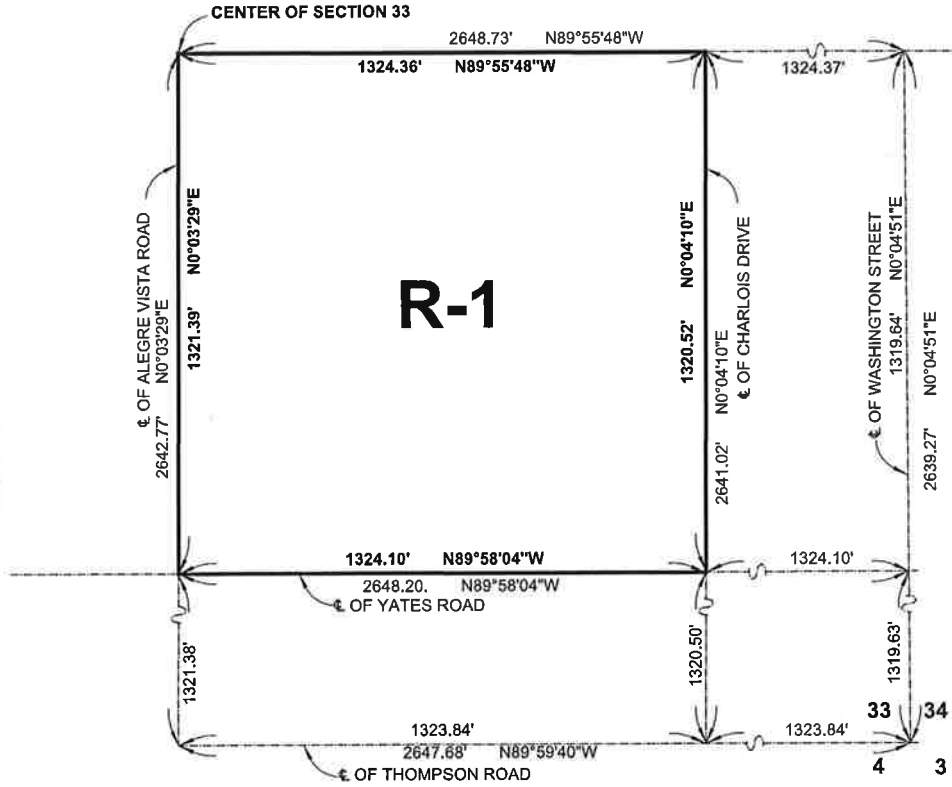 CENTER OF SECTION 33
2648.73' N89°55'48"W
1324.36' N89°55'48"W
1324.37'
℄ OF ALEGRE VISTA ROAD
2642.77' N0°03'29"E
1321.39' N0°03'29"E
R-1
1320.52' N0°04'10"E
2641.02' N0°04'10"E
℄ OF CHARLOIS DRIVE
℄ OF WASHINGTON STREET
1319.64' N0°04'51"E
2639.27' N0°04'51"E
1324.10' N89°58'04"W
1324.10'
2648.20. N89°58'04"W
℄ OF YATES ROAD
1321.38'
1320.50'
1319.63'
33 34
1323.84'
1323.84'
2647.68' N89°59'40"W
℄ OF THOMPSON ROAD
4 3